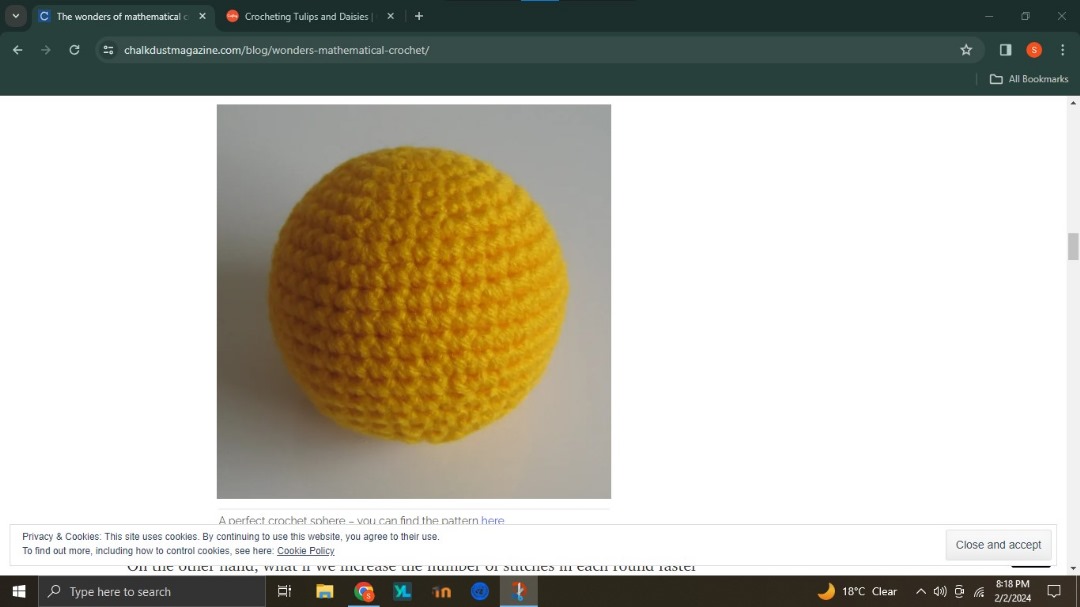 The wonders of mathematical c
Crocheting Tulips and Daisies |
chalkdustmagazine.com/blog/wonders-mathematical-crochet/
S
All Bookmarks
A perfect crochet sphere – you can find the pattern here
Privacy & Cookies: This site uses cookies. By continuing to use this website, you agree to their use.
To find out more, including how to control cookies, see here: Cookie Policy
Close and accept
On the other hand, what if we increase the number of stitches in each round faster
Type here to search
YL
in
18°C Clear
8:18 PM
2/2/2024